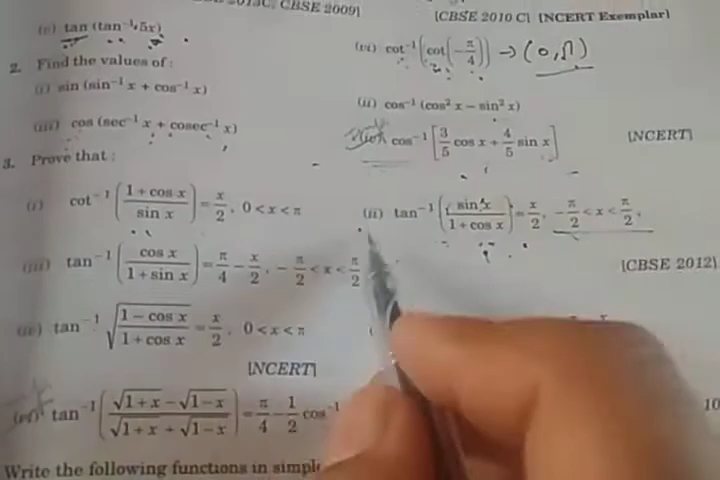 CBSE 2009]
[CBSE 2010 C] [NCERT Exemplar]
(v) tan (tan⁻¹ 5x)
(vi) cot⁻¹ (cot(−π/4)) → (0, π)
2. Find the values of :
(i) sin (sin⁻¹ x + cos⁻¹ x)
(ii) cos⁻¹ (cos² x − sin² x)
(iii) cos (sec⁻¹ x + cosec⁻¹ x)
cos⁻¹ [3/5 cos x + 4/5 sin x] [NCERT]
3. Prove that :
(i) cot⁻¹ ((1 + cos x)/(sin x)) = x/2, 0 < x < π
(ii) tan⁻¹ (sin x/(1 + cos x)) = x/2, −π/2 < x < π/2,
[CBSE 2012]
(iii) tan⁻¹ (cos x/(1 + sin x)) = π/4 − x/2, −π/2 < x < π/2
(iv) tan⁻¹ √((1 − cos x)/(1 + cos x)) = x/2, 0 < x < π
[NCERT]
(vi) tan⁻¹ ((√(1+x) − √(1−x))/(√(1+x) + √(1−x))) = π/4 − 1/2 cos⁻¹
10
Write the following functions in